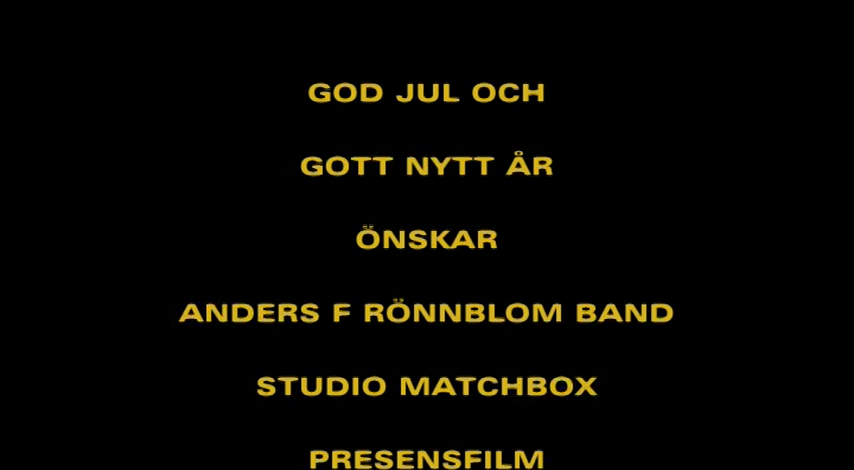 GOD JUL OCH
GOTT NYTT ÅR
ÖNSKAR
ANDERS F RÖNNBLOM BAND
STUDIO MATCHBOX
PRESENSFILM